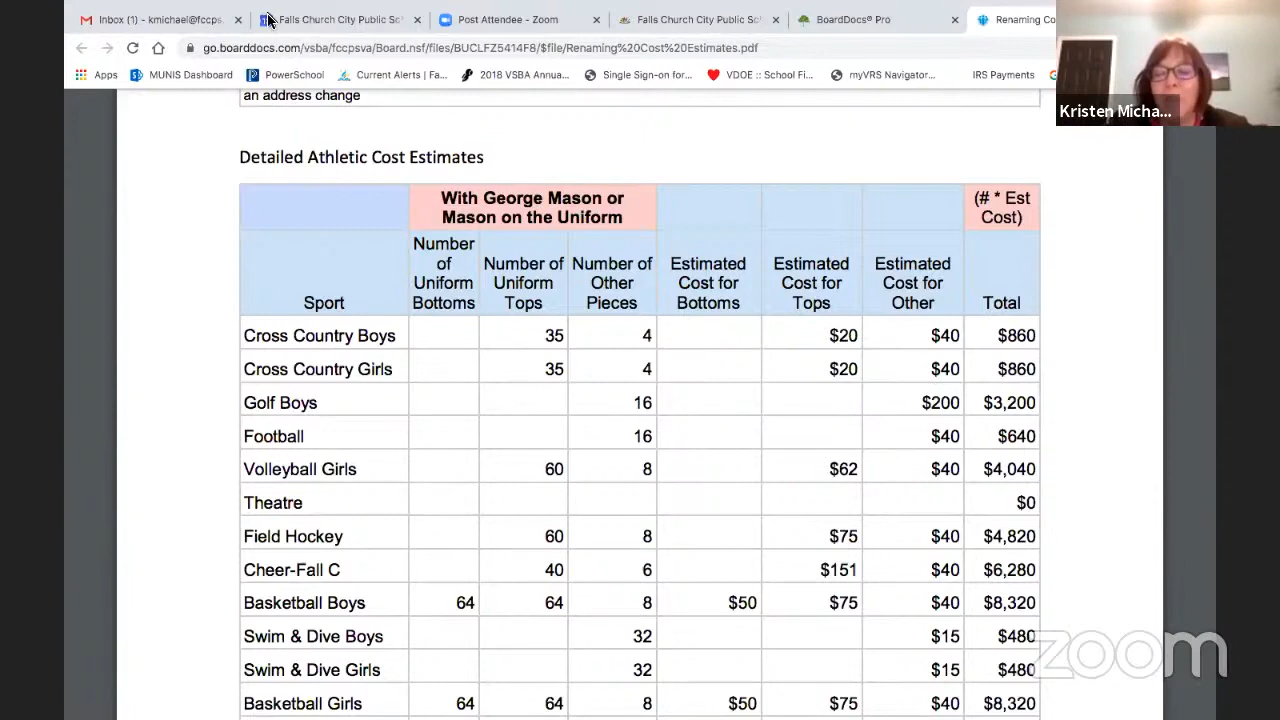 Inbox (1) - kmichael@fccps.
Falls Church City Public Sc
Post Attendee - Zoom
Falls Church City Public Sc
BoardDocs® Pro
Renaming Co
go.boarddocs.com/vsba/fccpsva/Board.nsf/files/BUCLFZ5414F8/$file/Renaming%20Cost%20Estimates.pdf
Apps MUNIS Dashboard PowerSchool Current Alerts | Fa... 2018 VSBA Annua... Single Sign-on for... VDOE :: School Fi... myVRS Navigator... IRS Payments
Kristen Micha...
an address change
Detailed Athletic Cost Estimates
With George Mason or Mason on the Uniform (# * Est Cost)
Sport Number of Uniform Bottoms Number of Uniform Tops Number of Other Pieces Estimated Cost for Bottoms Estimated Cost for Tops Estimated Cost for Other Total
Cross Country Boys 35 4 $20 $40 $860
Cross Country Girls 35 4 $20 $40 $860
Golf Boys 16 $200 $3,200
Football 16 $40 $640
Volleyball Girls 60 8 $62 $40 $4,040
Theatre $0
Field Hockey 60 8 $75 $40 $4,820
Cheer-Fall C 40 6 $151 $40 $6,280
Basketball Boys 64 64 8 $50 $75 $40 $8,320
Swim & Dive Boys 32 $15 $480
Swim & Dive Girls 32 $15 $480
Basketball Girls 64 64 8 $50 $75 $40 $8,320
zoom